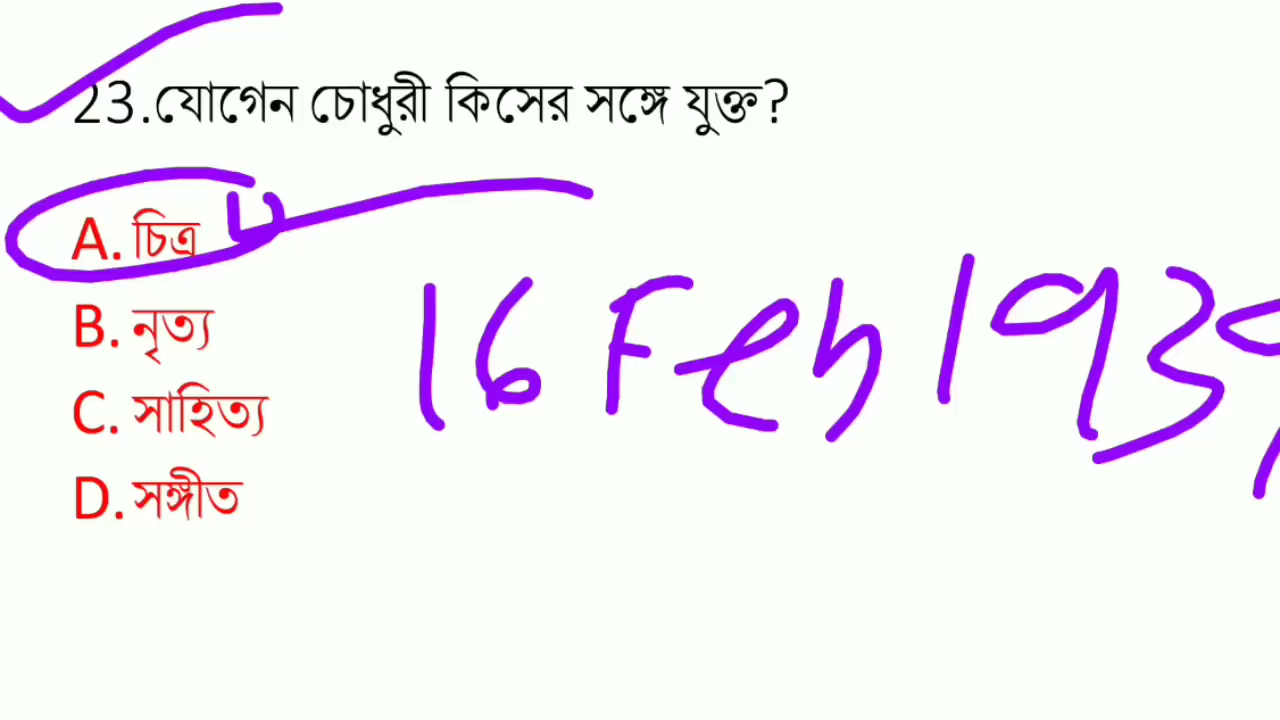 23.যোগেন চৌধুরী কিসের সঙ্গে যুক্ত?
A. চিত্র
16 Feb 1939
B. নৃত্য
C. সাহিত্য
D. সঙ্গীত